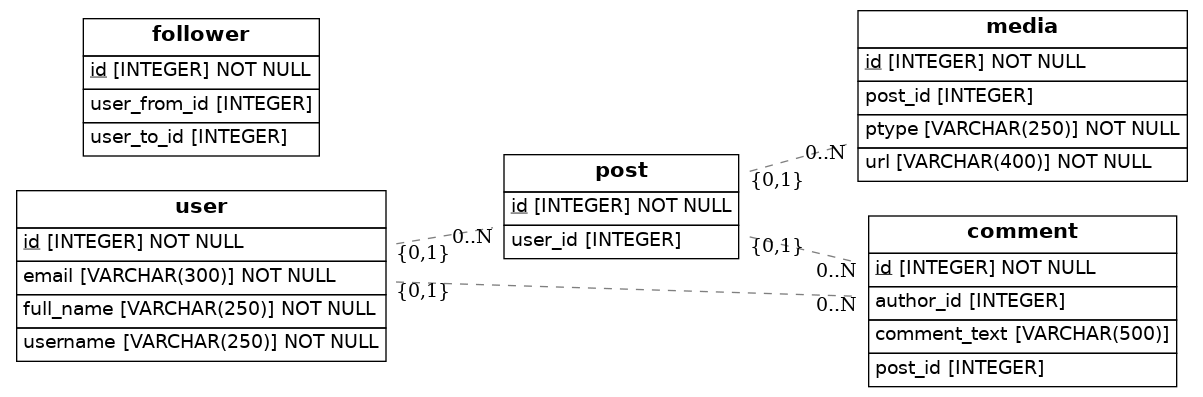 follower
id [INTEGER] NOT NULL
user_from_id [INTEGER]
user_to_id [INTEGER]
user
id [INTEGER] NOT NULL
email [VARCHAR(300)] NOT NULL
full_name [VARCHAR(250)] NOT NULL
username [VARCHAR(250)] NOT NULL
{0,1}
0..N
{0,1}
0..N
post
id [INTEGER] NOT NULL
user_id [INTEGER]
{0,1}
0..N
{0,1}
0..N
media
id [INTEGER] NOT NULL
post_id [INTEGER]
ptype [VARCHAR(250)] NOT NULL
url [VARCHAR(400)] NOT NULL
comment
id [INTEGER] NOT NULL
author_id [INTEGER]
comment_text [VARCHAR(500)]
post_id [INTEGER]